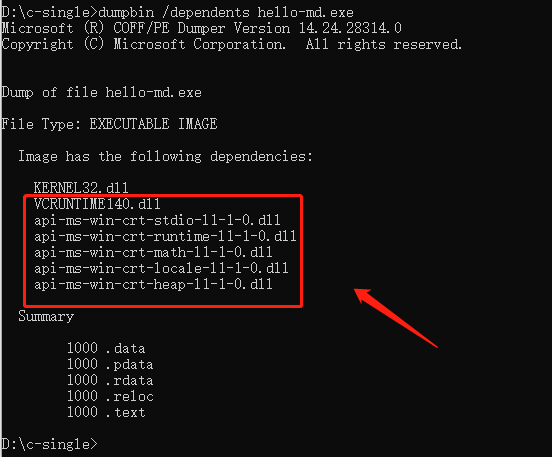 D:\c-single>dumpbin /dependents hello-md.exe
Microsoft (R) COFF/PE Dumper Version 14.24.28314.0
Copyright (C) Microsoft Corporation.  All rights reserved.
Dump of file hello-md.exe
File Type: EXECUTABLE IMAGE
Image has the following dependencies:
KERNEL32.dll
VCRUNTIME140.dll
api-ms-win-crt-stdio-l1-1-0.dll
api-ms-win-crt-runtime-l1-1-0.dll
api-ms-win-crt-math-l1-1-0.dll
api-ms-win-crt-locale-l1-1-0.dll
api-ms-win-crt-heap-l1-1-0.dll
Summary
1000 .data
1000 .pdata
1000 .rdata
1000 .reloc
1000 .text
D:\c-single>